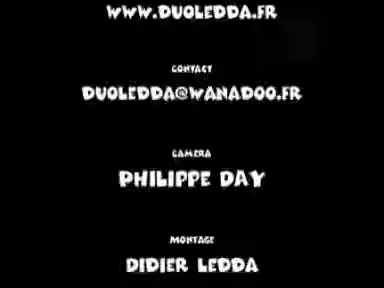 WWW.DUOLEDDA.FR
CONTACT
DUOLEDDA@WANADOO.FR
CAMERA
PHILIPPE DAY
MONTAGE
DIDIER LEDDA